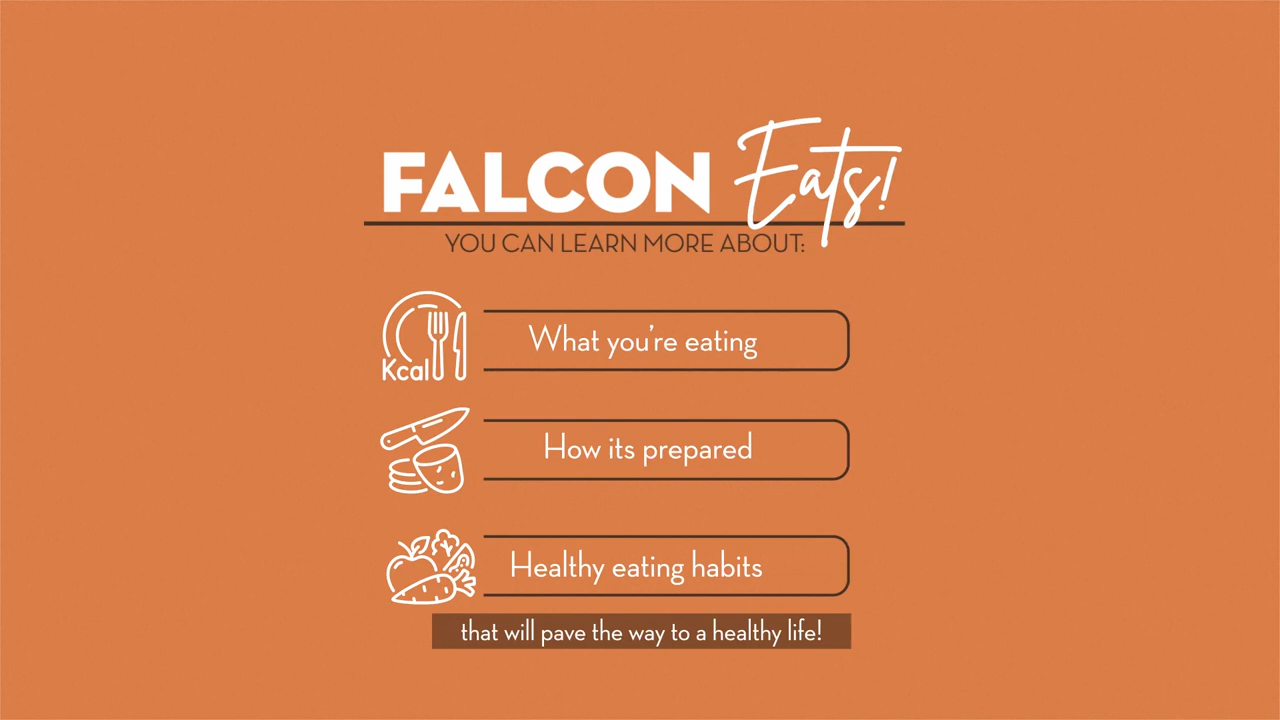 FALCON Eats!
YOU CAN LEARN MORE ABOUT:
Kcal
What you're eating
How its prepared
Healthy eating habits
that will pave the way to a healthy life!